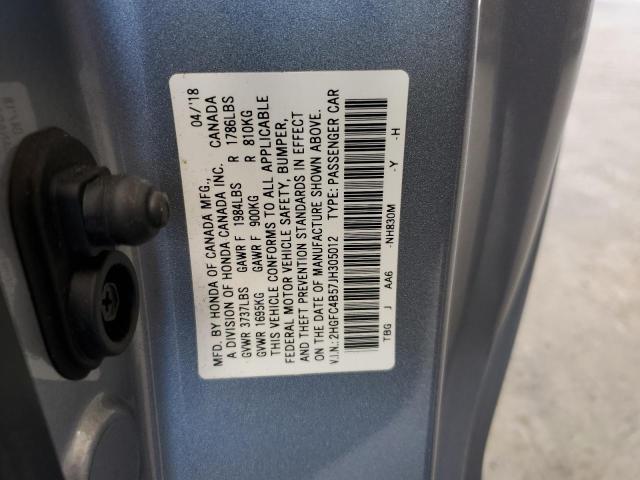 MFD. BY HONDA OF CANADA MFG., 04/'18
A DIVISION OF HONDA CANADA INC. CANADA
GVWR 3737LBS GAWR F 1984LBS R 1786LBS
GVWR 1695KG GAWR F 900KG R 810KG
THIS VEHICLE CONFORMS TO ALL APPLICABLE
FEDERAL MOTOR VEHICLE SAFETY, BUMPER,
AND THEFT PREVENTION STANDARDS IN EFFECT
ON THE DATE OF MANUFACTURE SHOWN ABOVE.
V.I.N.: 2HGFC4B57JH305012 TYPE: PASSENGER CAR
TBG J AA6 -NH830M -Y -H